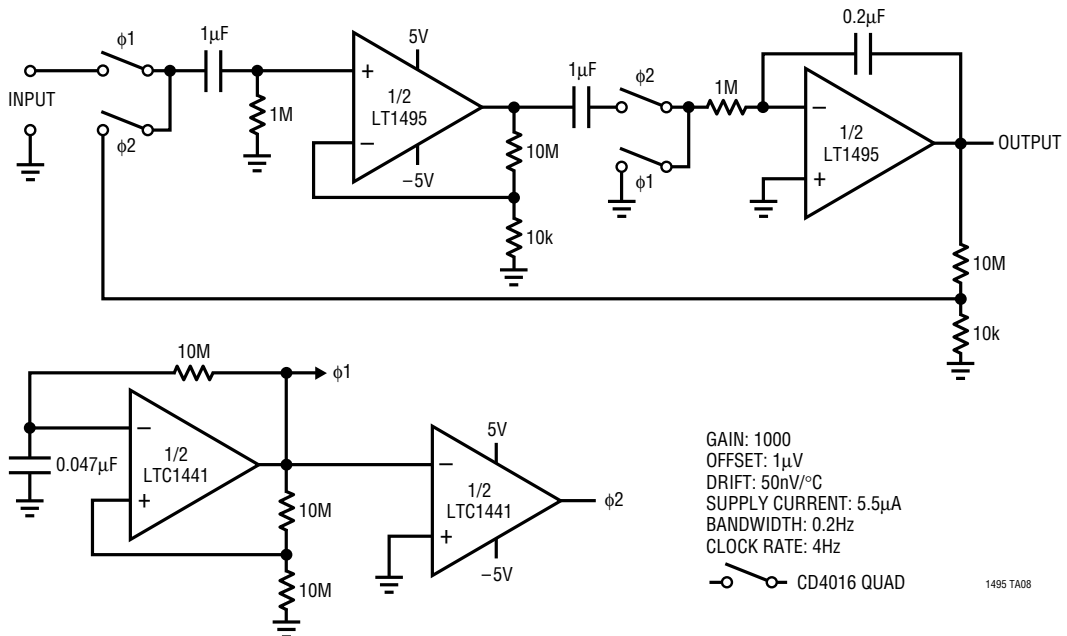 0.2µF
ϕ1
1µF
5V
1µF
ϕ2
1M
INPUT
+
1/2
LT1495
−
1M
−
1/2
LT1495
+
OUTPUT
ϕ2
−5V
10M
ϕ1
10k
10M
10k
10M
ϕ1
−
1/2
LTC1441
+
0.047µF
5V
−
1/2
LTC1441
+
ϕ2
−5V
10M
10M
GAIN: 1000
OFFSET: 1µV
DRIFT: 50nV/°C
SUPPLY CURRENT: 5.5µA
BANDWIDTH: 0.2Hz
CLOCK RATE: 4Hz
CD4016 QUAD
1495 TA08